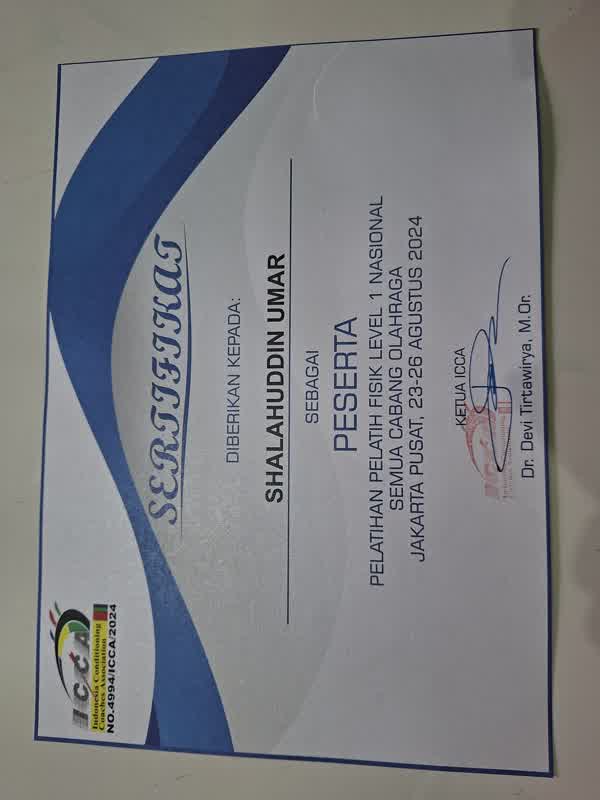 ICCA
Indonesia Conditioning
Coaches Association
NO.4994/ICCA/2024
SERTIFIKAT
DIBERIKAN KEPADA:
SHALAHUDDIN UMAR
SEBAGAI
PESERTA
PELATIHAN PELATIH FISIK LEVEL 1 NASIONAL
SEMUA CABANG OLAHRAGA
JAKARTA PUSAT, 23-26 AGUSTUS 2024
KETUA ICCA
Dr. Devi Tirtawirya, M.Or.